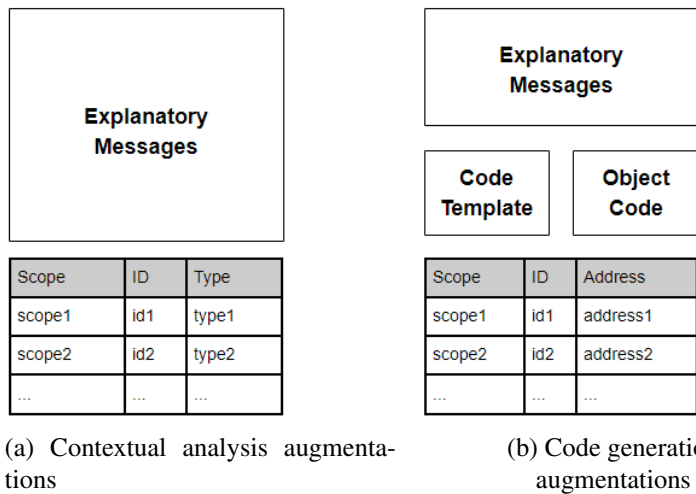 Explanatory
Messages
Scope ID Type
scope1 id1 type1
scope2 id2 type2
... ... ...
(a) Contextual analysis augmenta-
tions
Explanatory
Messages
Code
Template
Object
Code
Scope ID Address
scope1 id1 address1
scope2 id2 address2
... ... ...
(b) Code generatio
augmentations